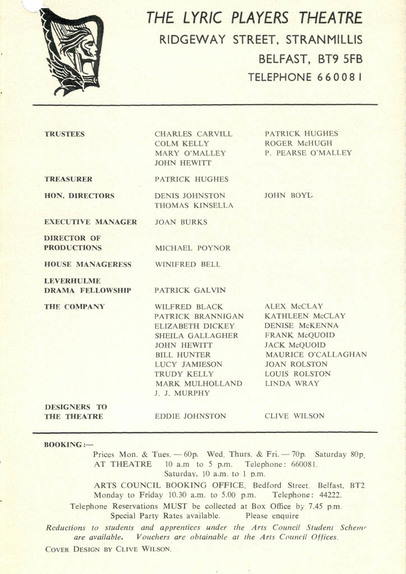 THE LYRIC PLAYERS THEATRE
RIDGEWAY STREET, STRANMILLIS
BELFAST, BT9 5FB
TELEPHONE 660081
TRUSTEES CHARLES CARVILL PATRICK HUGHES
COLM KELLY ROGER McHUGH
MARY O'MALLEY P. PEARSE O'MALLEY
JOHN HEWITT
TREASURER PATRICK HUGHES
HON. DIRECTORS DENIS JOHNSTON JOHN BOYL
THOMAS KINSELLA
EXECUTIVE MANAGER JOAN BURKS
DIRECTOR OF
PRODUCTIONS MICHAEL POYNOR
HOUSE MANAGERESS WINIFRED BELL
LEVERHULME
DRAMA FELLOWSHIP PATRICK GALVIN
THE COMPANY WILFRED BLACK ALEX McCLAY
PATRICK BRANNIGAN KATHLEEN McCLAY
ELIZABETH DICKEY DENISE McKENNA
SHEILA GALLAGHER FRANK McQUOID
JOHN HEWITT JACK McQUOID
BILL HUNTER MAURICE O'CALLAGHAN
LUCY JAMIESON JOAN ROLSTON
TRUDY KELLY LOUIS ROLSTON
MARK MULHOLLAND LINDA WRAY
J. J. MURPHY
DESIGNERS TO
THE THEATRE EDDIE JOHNSTON CLIVE WILSON
BOOKING :—
Prices Mon. & Tues. — 60p. Wed. Thurs. & Fri. — 70p. Saturday 80p.
AT THEATRE 10 a.m to 5 p.m. Telephone: 660081.
Saturday, 10 a.m. to 1 p.m.
ARTS COUNCIL BOOKING OFFICE, Bedford Street. Belfast, BT2
Monday to Friday 10.30 a.m. to 5.00 p.m. Telephone: 44222.
Telephone Reservations MUST be collected at Box Office by 7.45 p.m.
Special Party Rates available. Please enquire
Reductions to students and apprentices under the Arts Council Student Scheme
are available. Vouchers are obtainable at the Arts Council Offices.
COVER DESIGN BY CLIVE WILSON.